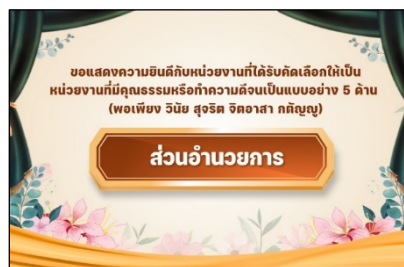 ขอแสดงความยินดีกับหน่วยงานที่ได้รับคัดเลือกให้เป็น
หน่วยงานที่มีคุณธรรมหรือทำความดีจนเป็นแบบอย่าง 5 ด้าน
(พอเพียง วินัย สุจริต จิตอาสา กตัญญู)
ส่วนอำนวยการ